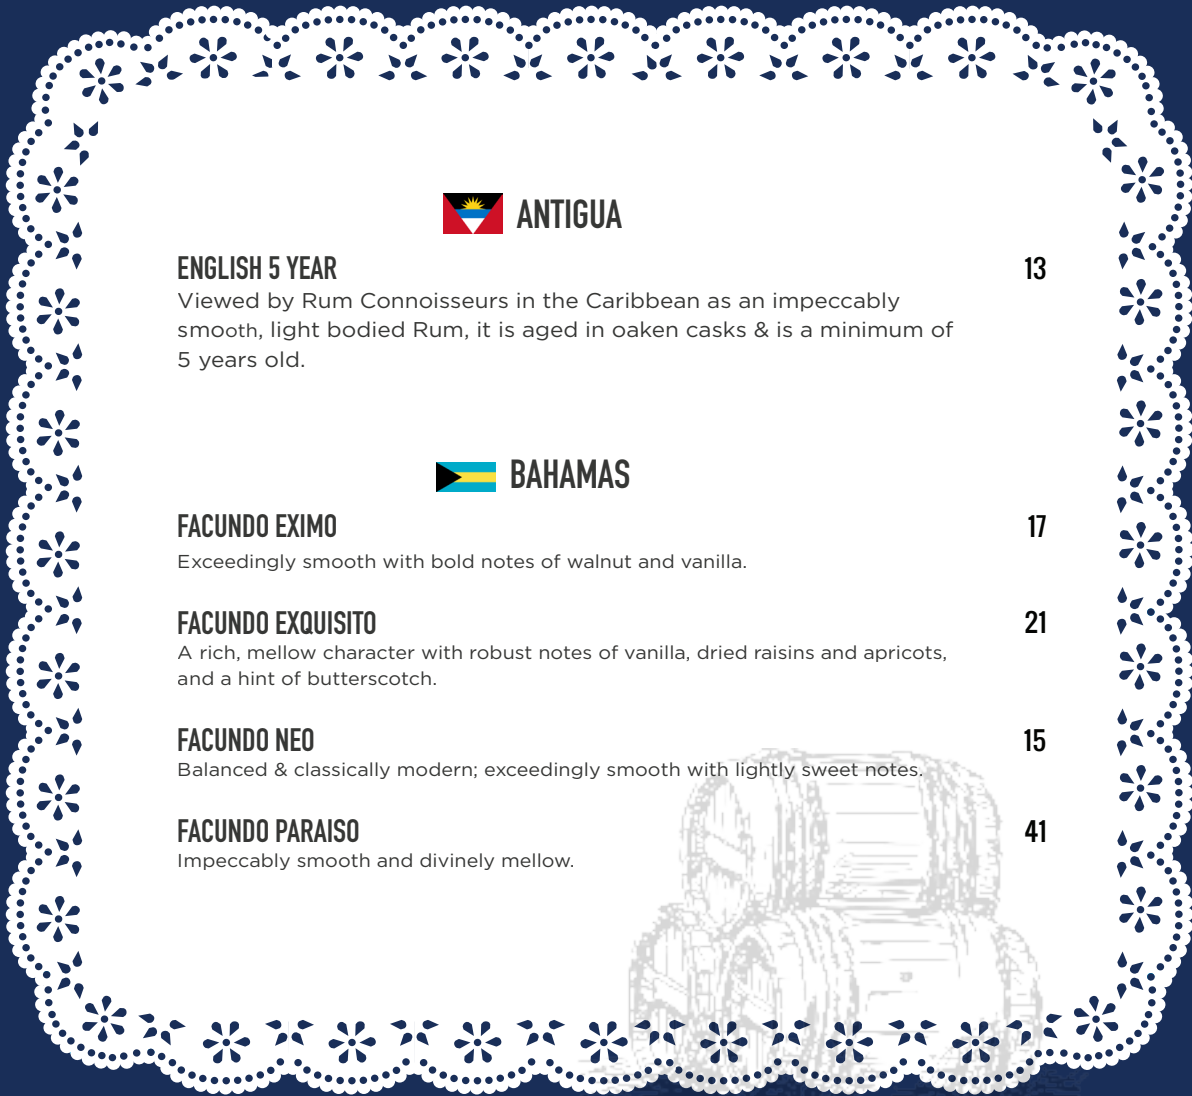 ANTIGUA
ENGLISH 5 YEAR 13
Viewed by Rum Connoisseurs in the Caribbean as an impeccably
smooth, light bodied Rum, it is aged in oaken casks & is a minimum of
5 years old.
BAHAMAS
FACUNDO EXIMO 17
Exceedingly smooth with bold notes of walnut and vanilla.
FACUNDO EXQUISITO 21
A rich, mellow character with robust notes of vanilla, dried raisins and apricots,
and a hint of butterscotch.
FACUNDO NEO 15
Balanced & classically modern; exceedingly smooth with lightly sweet notes.
FACUNDO PARAISO 41
Impeccably smooth and divinely mellow.